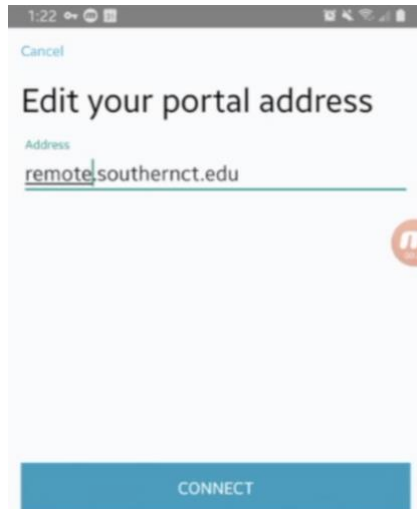 1:22
Cancel
Edit your portal address
Address
remote.southernct.edu
CONNECT